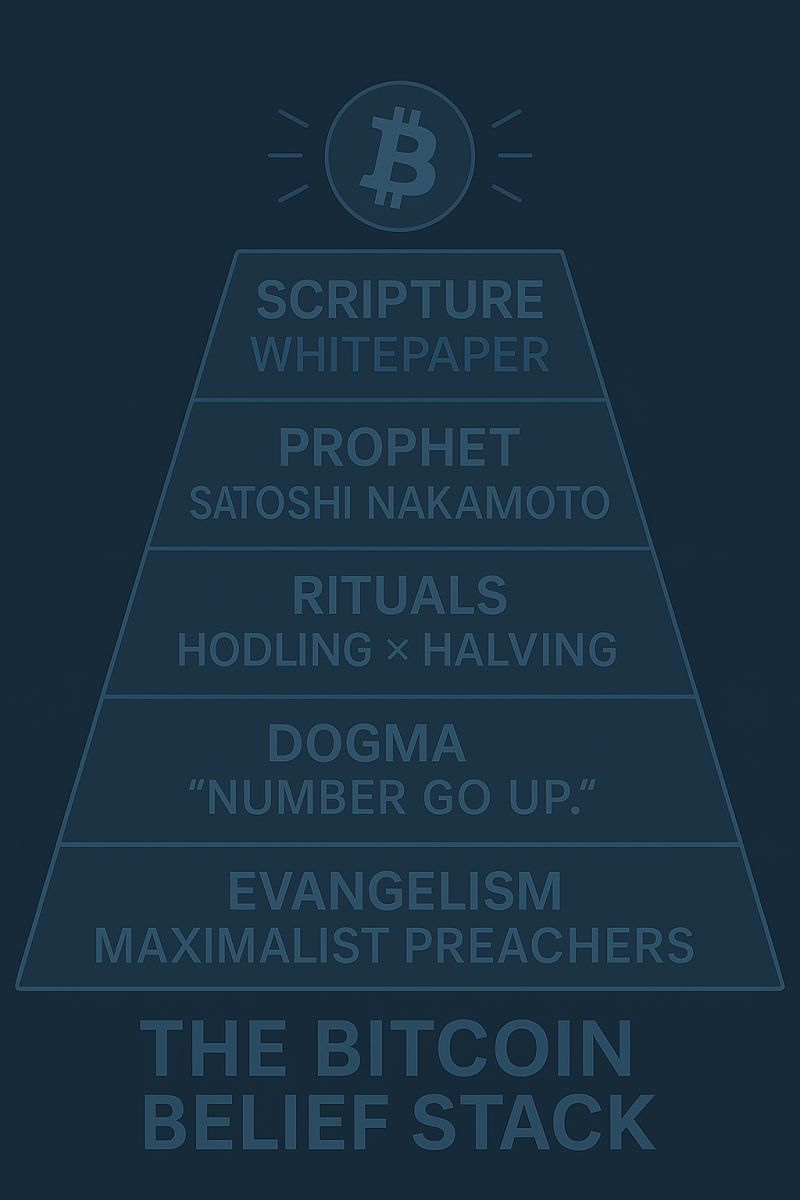 SCRIPTURE
WHITEPAPER
PROPHET
SATOSHI NAKAMOTO
RITUALS
HODLING × HALVING
DOGMA
“NUMBER GO UP.“
EVANGELISM
MAXIMALIST PREACHERS
THE BITCOIN
BELIEF STACK